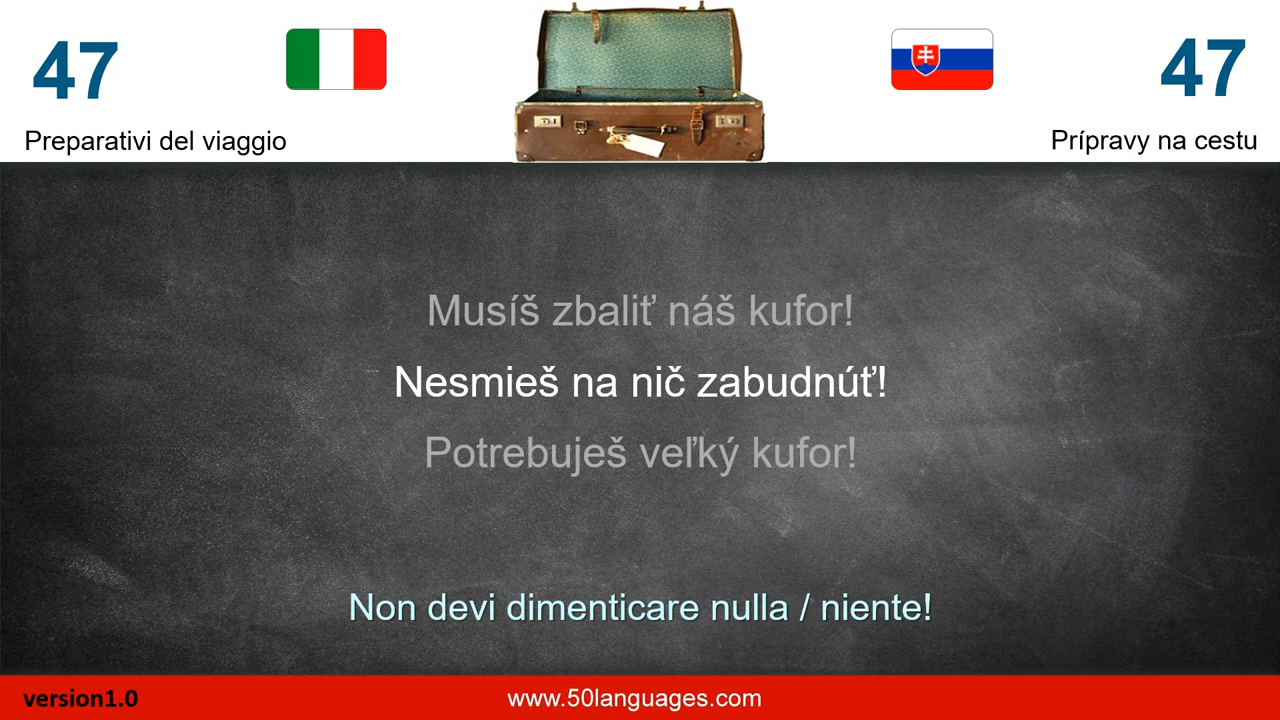 47
47
Preparativi del viaggio
Prípravy na cestu
Musíš zbaliť náš kufor!
Nesmieš na nič zabudnúť!
Potrebuješ veľký kufor!
Non devi dimenticare nulla / niente!
version1.0
www.50languages.com